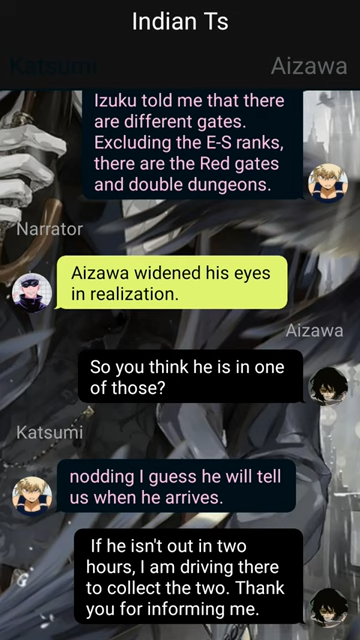 Indian Ts
Katsumi
Aizawa
Izuku told me that there
are different gates.
Excluding the E-S ranks,
there are the Red gates
and double dungeons.
Narrator
Aizawa widened his eyes
in realization.
Aizawa
So you think he is in one
of those?
Katsumi
nodding I guess he will tell
us when he arrives.
If he isn't out in two
hours, I am driving there
to collect the two. Thank
you for informing me.